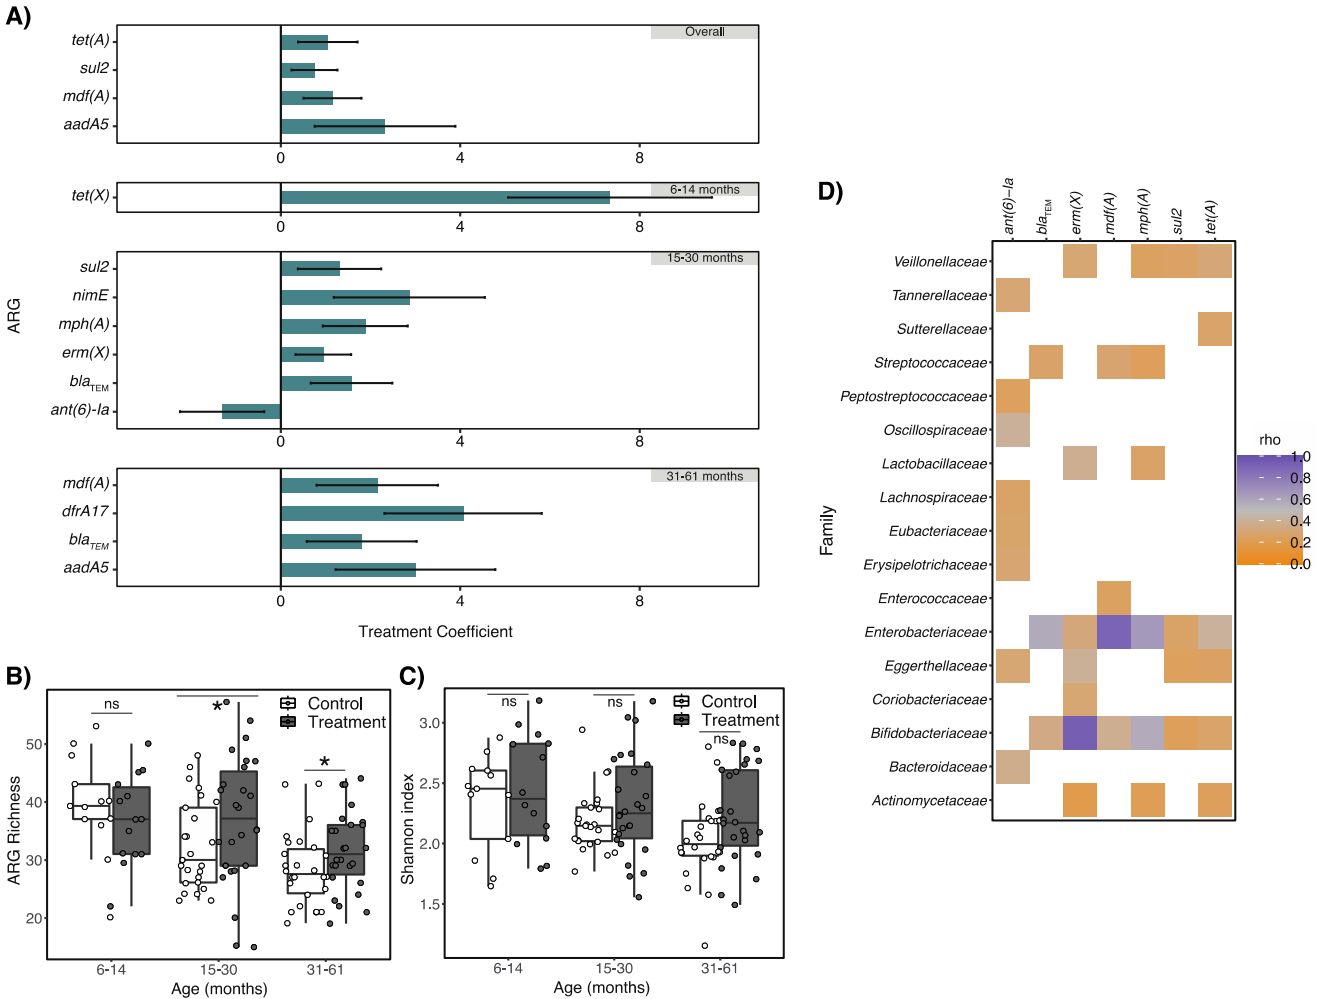 A)
Overall
tet(A)
sul2
mdf(A)
aadA5
0 4 8
6-14 months
tet(X)
0 4 8
15-30 months
sul2
nimE
mph(A)
erm(X)
blaTEM
ant(6)-Ia
0 4 8
31-61 months
mdf(A)
dfrA17
blaTEM
aadA5
0 4 8
ARG
Treatment Coefficient
B)
ns
*
*
Control
Treatment
50
40
30
20
ARG Richness
6-14 15-30 31-61
Age (months)
C)
ns
ns
ns
Control
Treatment
3.0
2.5
2.0
1.5
Shannon index
6-14 15-30 31-61
Age (months)
D)
ant(6)−Ia
blaTEM
erm(X)
mdf(A)
mph(A)
sul2
tet(A)
Veillonellaceae
Tannerellaceae
Sutterellaceae
Streptococcaceae
Peptostreptococcaceae
Oscillospiraceae
Lactobacillaceae
Lachnospiraceae
Eubacteriaceae
Erysipelotrichaceae
Enterococcaceae
Enterobacteriaceae
Eggerthellaceae
Coriobacteriaceae
Bifidobacteriaceae
Bacteroidaceae
Actinomycetaceae
Family
rho
1.0
0.8
0.6
0.4
0.2
0.0